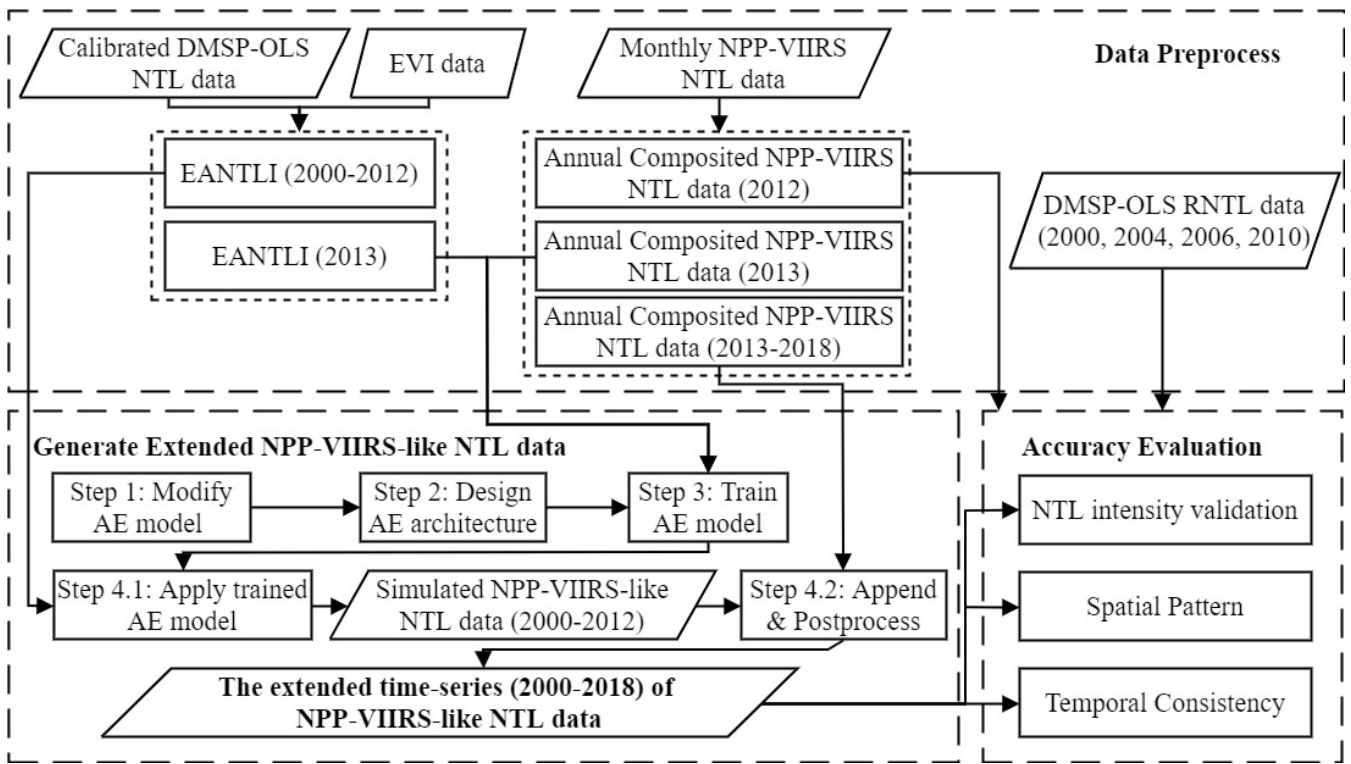 Calibrated DMSP-OLS
NTL data
EVI data
Monthly NPP-VIIRS
NTL data
Data Preprocess
EANTLI (2000-2012)
EANTLI (2013)
Annual Composited NPP-VIIRS
NTL data (2012)
Annual Composited NPP-VIIRS
NTL data (2013)
Annual Composited NPP-VIIRS
NTL data (2013-2018)
DMSP-OLS RNTL data
(2000, 2004, 2006, 2010)
Generate Extended NPP-VIIRS-like NTL data
Step 1: Modify
AE model
Step 2: Design
AE architecture
Step 3: Train
AE model
Step 4.1: Apply trained
AE model
Simulated NPP-VIIRS-like
NTL data (2000-2012)
Step 4.2: Append
& Postprocess
The extended time-series (2000-2018) of
NPP-VIIRS-like NTL data
Accuracy Evaluation
NTL intensity validation
Spatial Pattern
Temporal Consistency